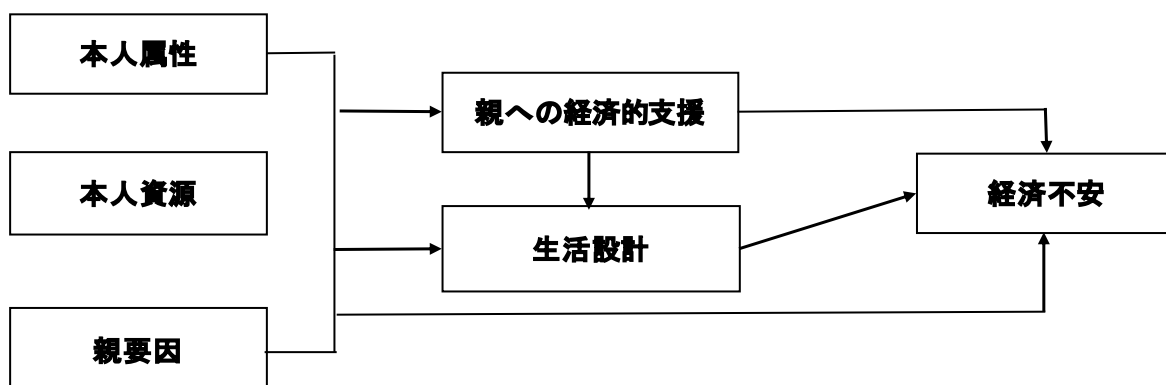 本人属性
親への経済的支援
本人資源
経済不安
生活設計
親要因